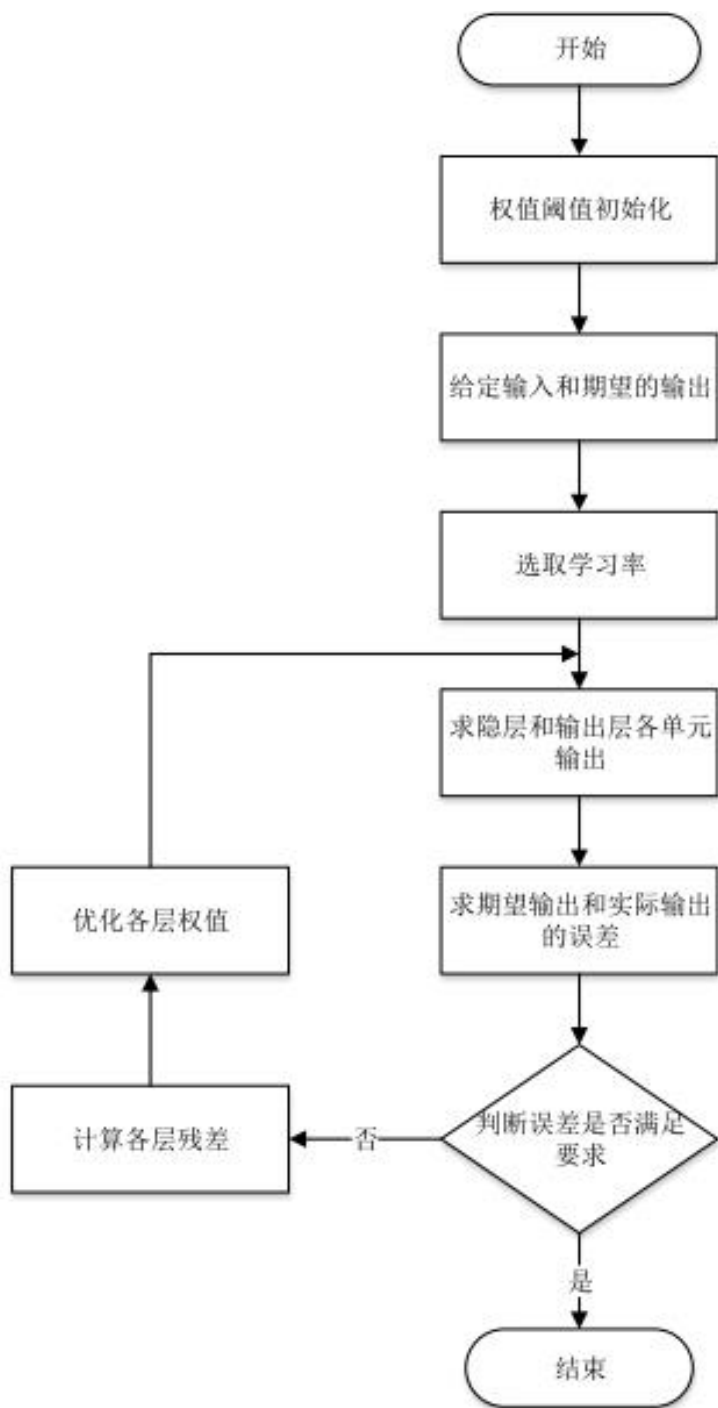 开始
权值阈值初始化
给定输入和期望的输出
选取学习率
求隐层和输出层各单元
输出
优化各层权值
求期望输出和实际输出
的误差
判断误差是否满足
要求
否
计算各层残差
是
结束